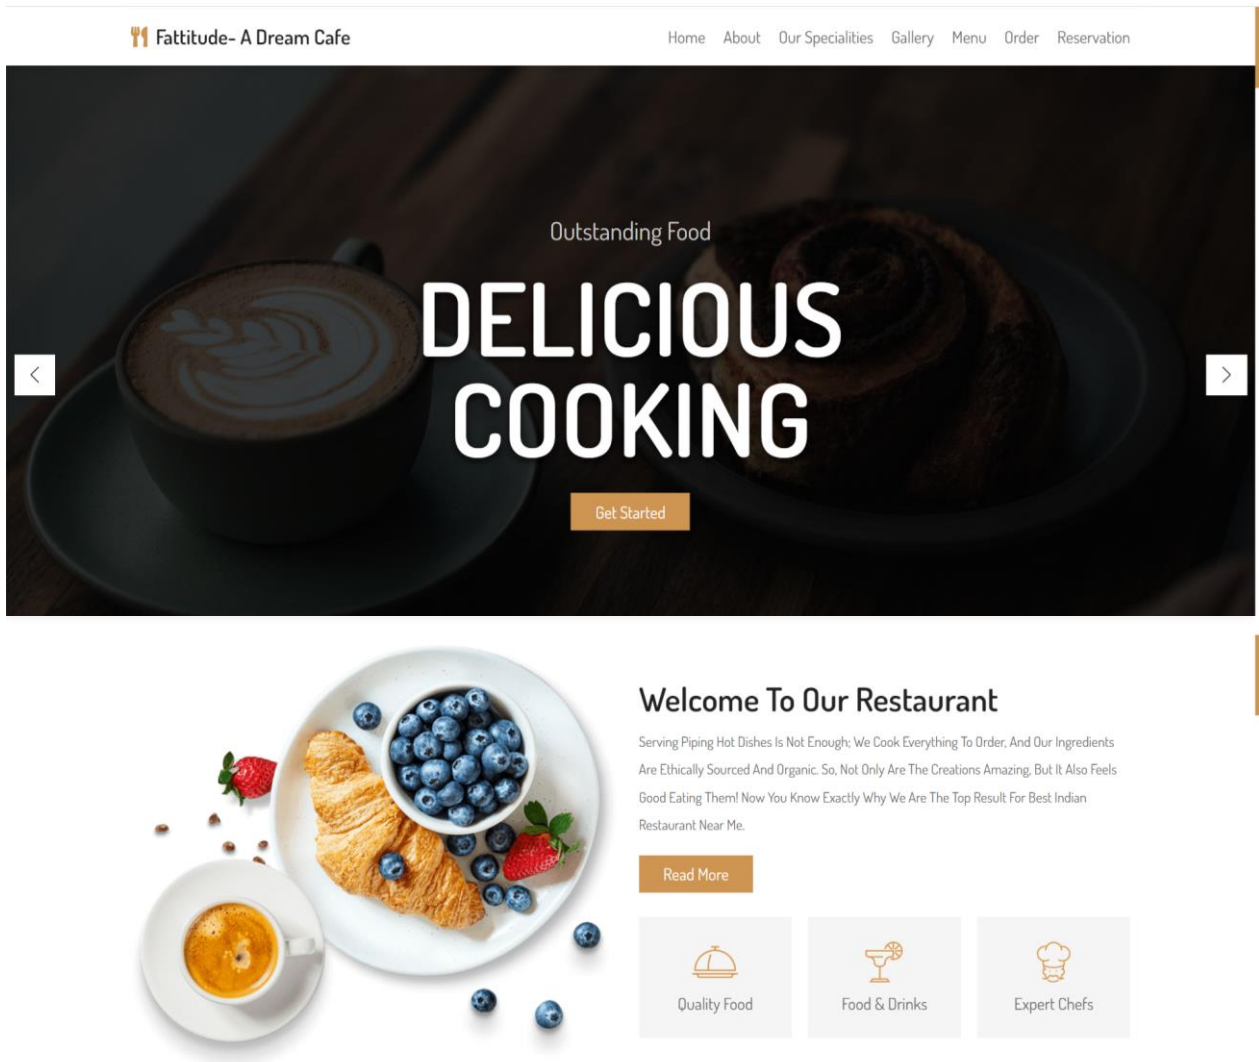 Fattitude- A Dream Cafe
Home About Our Specialities Gallery Menu Order Reservation
Outstanding Food
DELICIOUS
COOKING
Get Started
Welcome To Our Restaurant
Serving Piping Hot Dishes Is Not Enough; We Cook Everything To Order, And Our Ingredients
Are Ethically Sourced And Organic. So, Not Only Are The Creations Amazing, But It Also Feels
Good Eating Them! Now You Know Exactly Why We Are The Top Result For Best Indian
Restaurant Near Me.
Read More
Quality Food
Food & Drinks
Expert Chefs